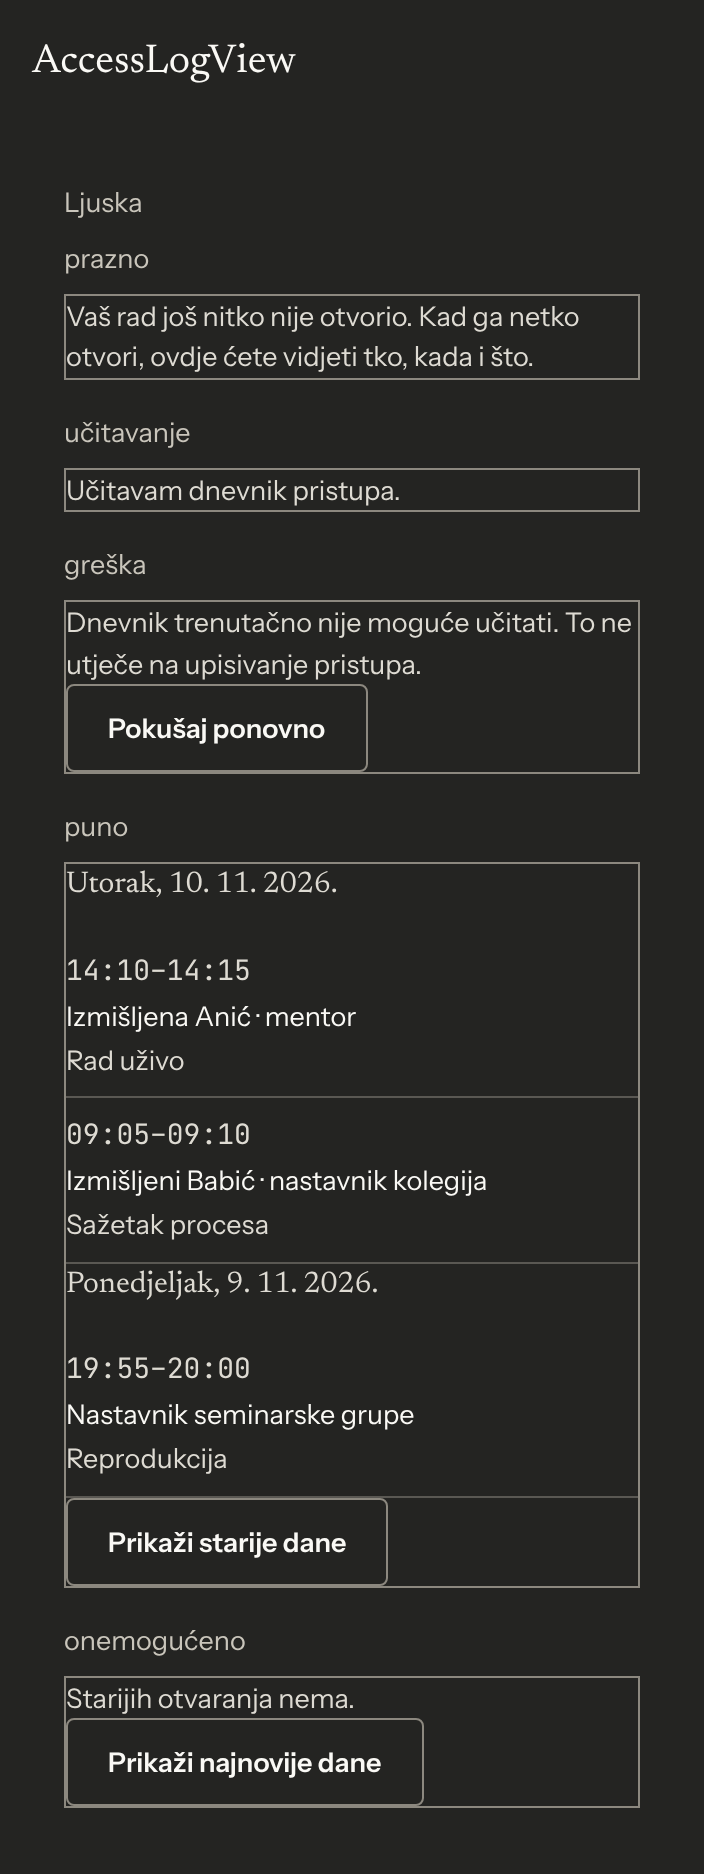 AccessLogView
Ljuska
prazno
Vaš rad još nitko nije otvorio. Kad ga netko
otvori, ovdje ćete vidjeti tko, kada i što.
učitavanje
Učitavam dnevnik pristupa.
greška
Dnevnik trenutačno nije moguće učitati. To ne
utječe na upisivanje pristupa.
Pokušaj ponovno
puno
Utorak, 10. 11. 2026.
14:10–14:15
Izmišljena Anić · mentor
Rad uživo
09:05–09:10
Izmišljeni Babić · nastavnik kolegija
Sažetak procesa
Ponedjeljak, 9. 11. 2026.
19:55–20:00
Nastavnik seminarske grupe
Reprodukcija
Prikaži starije dane
onemogućeno
Starijih otvaranja nema.
Prikaži najnovije dane